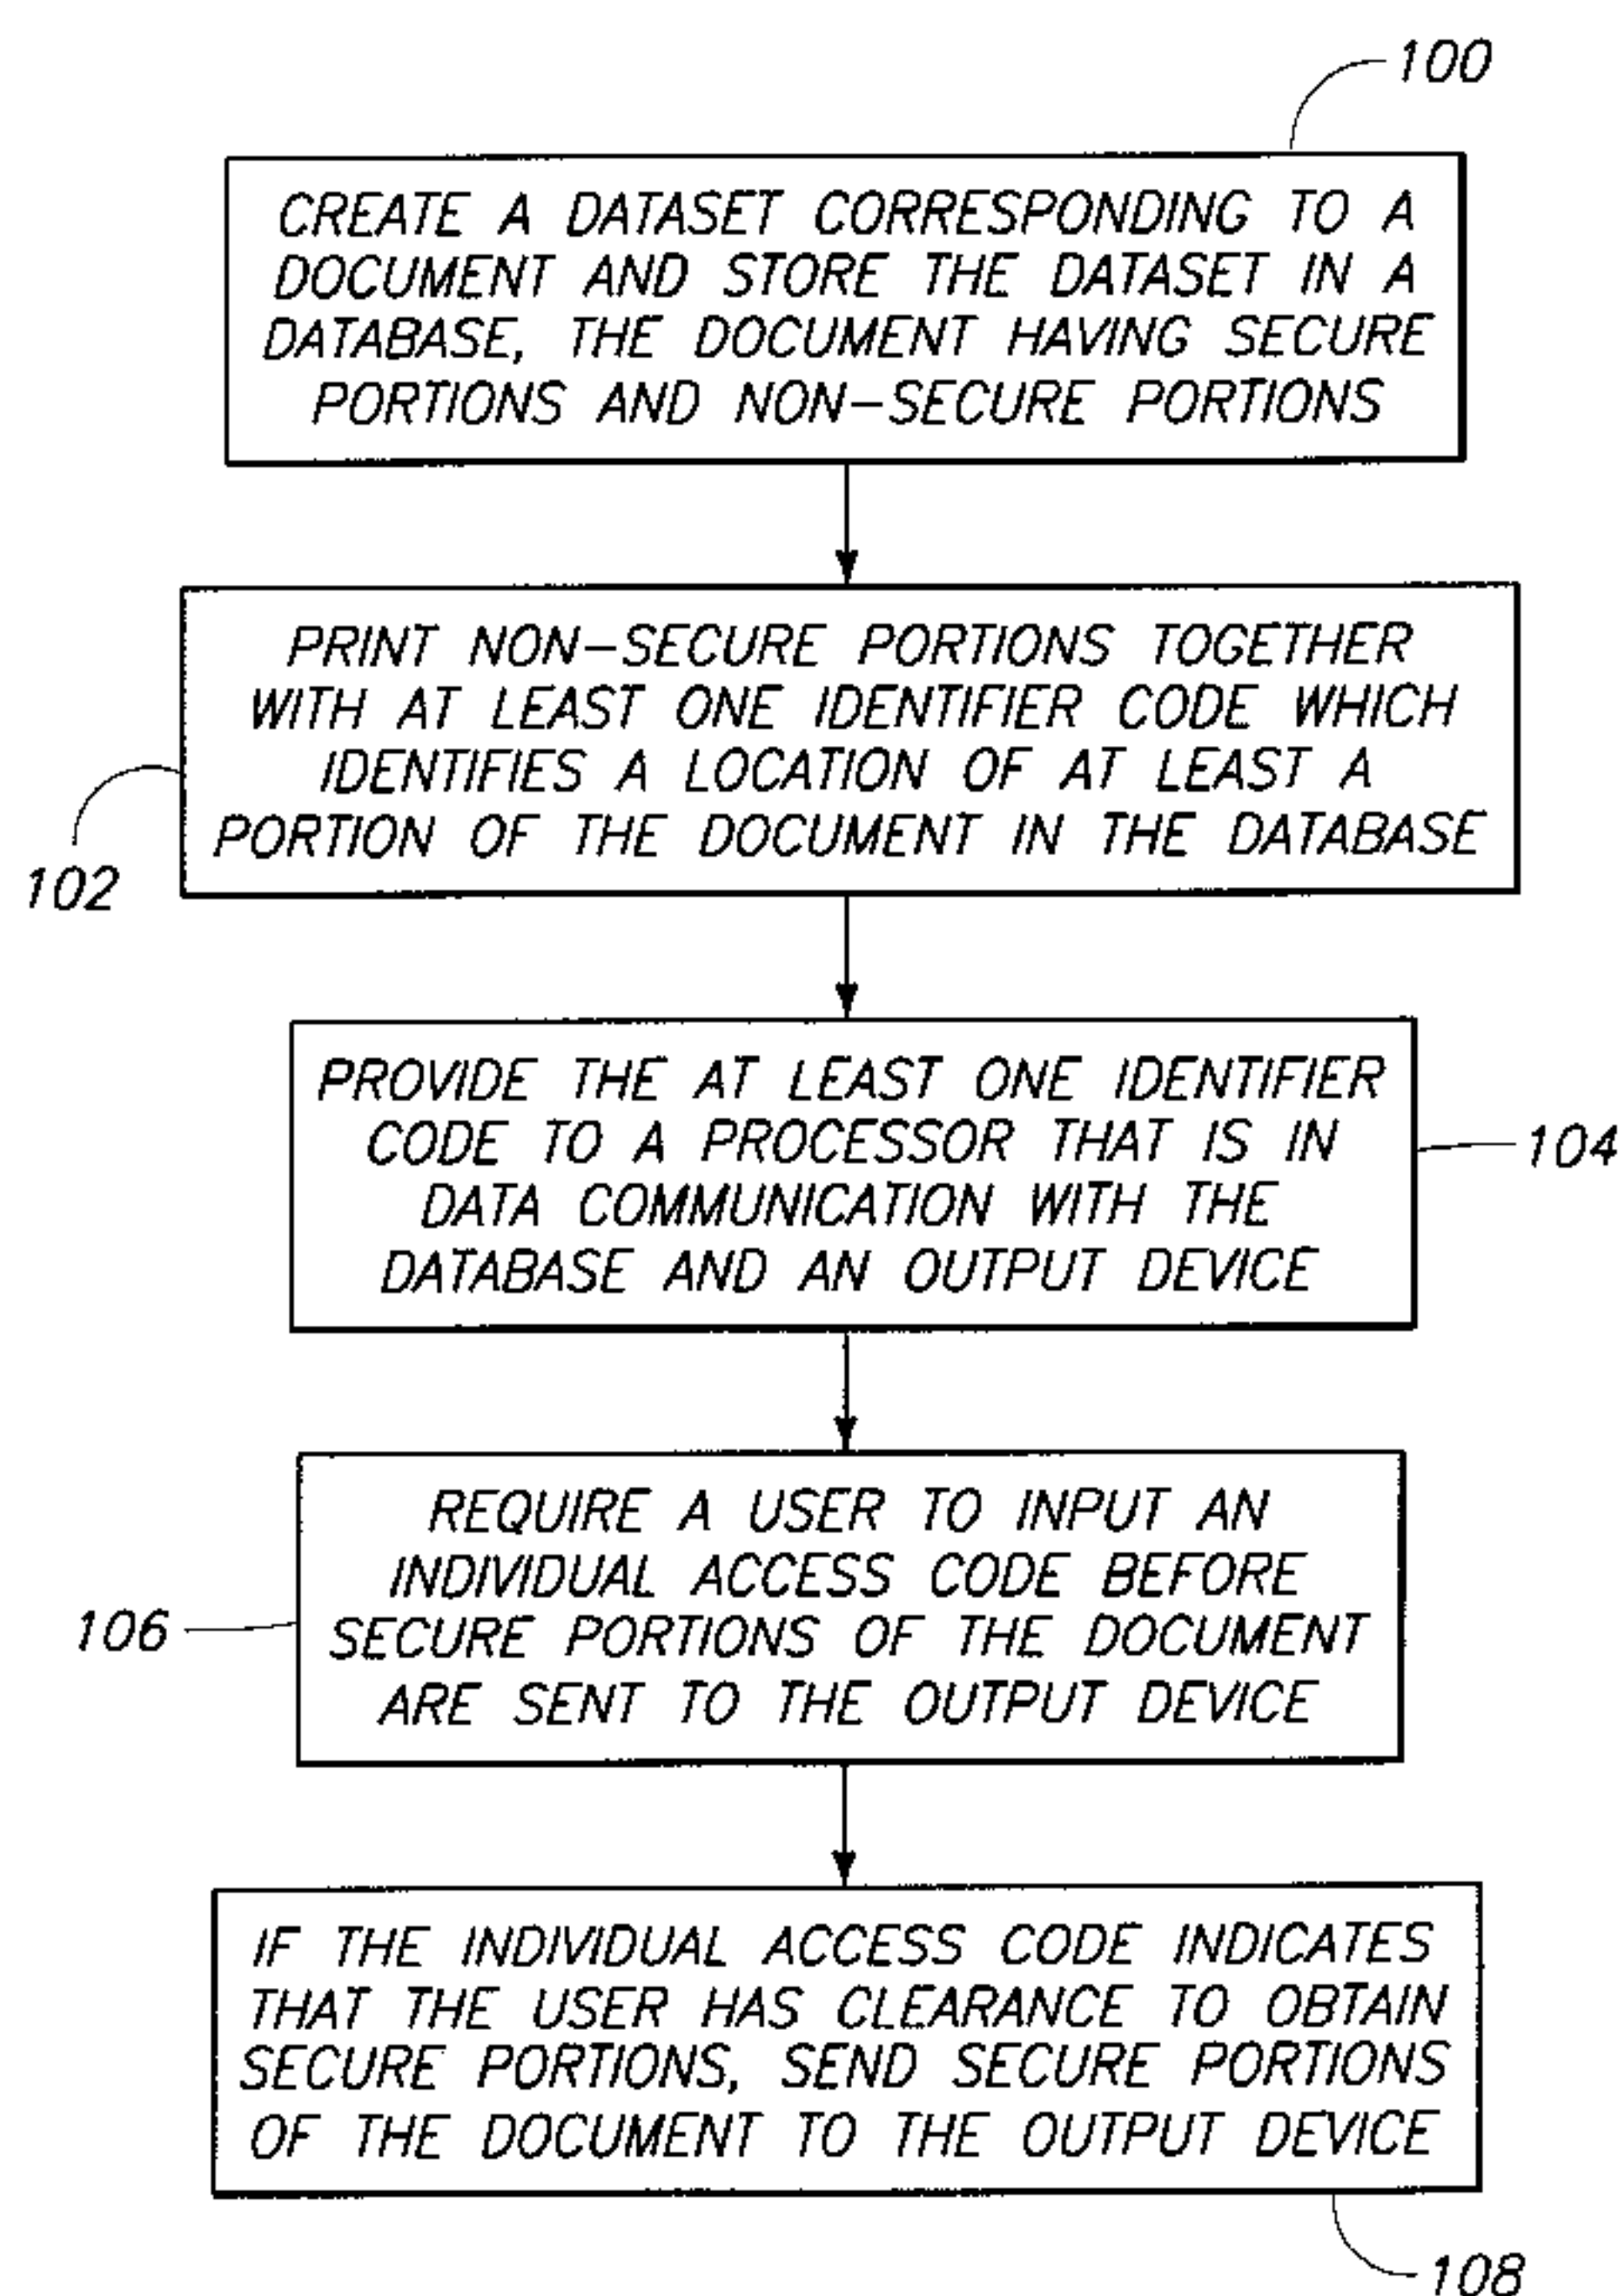 100
CREATE A DATASET CORRESPONDING TO A
DOCUMENT AND STORE THE DATASET IN A
DATABASE, THE DOCUMENT HAVING SECURE
PORTIONS AND NON-SECURE PORTIONS
PRINT NON-SECURE PORTIONS TOGETHER
WITH AT LEAST ONE IDENTIFIER CODE WHICH
IDENTIFIES A LOCATION OF AT LEAST A
PORTION OF THE DOCUMENT IN THE DATABASE
102
PROVIDE THE AT LEAST ONE IDENTIFIER
CODE TO A PROCESSOR THAT IS IN
DATA COMMUNICATION WITH THE
DATABASE AND AN OUTPUT DEVICE
104
REQUIRE A USER TO INPUT AN
INDIVIDUAL ACCESS CODE BEFORE
SECURE PORTIONS OF THE DOCUMENT
ARE SENT TO THE OUTPUT DEVICE
106
IF THE INDIVIDUAL ACCESS CODE INDICATES
THAT THE USER HAS CLEARANCE TO OBTAIN
SECURE PORTIONS, SEND SECURE PORTIONS
OF THE DOCUMENT TO THE OUTPUT DEVICE
108